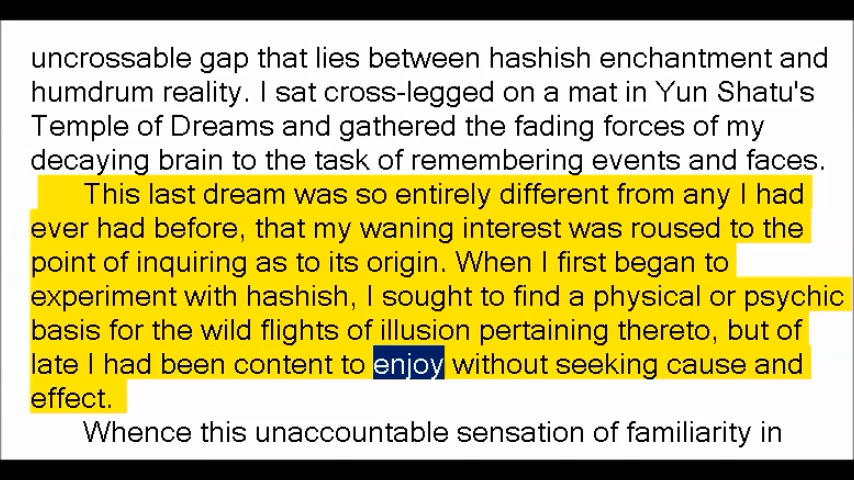 uncrossable gap that lies between hashish enchantment and
humdrum reality. I sat cross-legged on a mat in Yun Shatu's
Temple of Dreams and gathered the fading forces of my
decaying brain to the task of remembering events and faces.
This last dream was so entirely different from any I had
ever had before, that my waning interest was roused to the
point of inquiring as to its origin. When I first began to
experiment with hashish, I sought to find a physical or psychic
basis for the wild flights of illusion pertaining thereto, but of
late I had been content to enjoy without seeking cause and
effect.
Whence this unaccountable sensation of familiarity in